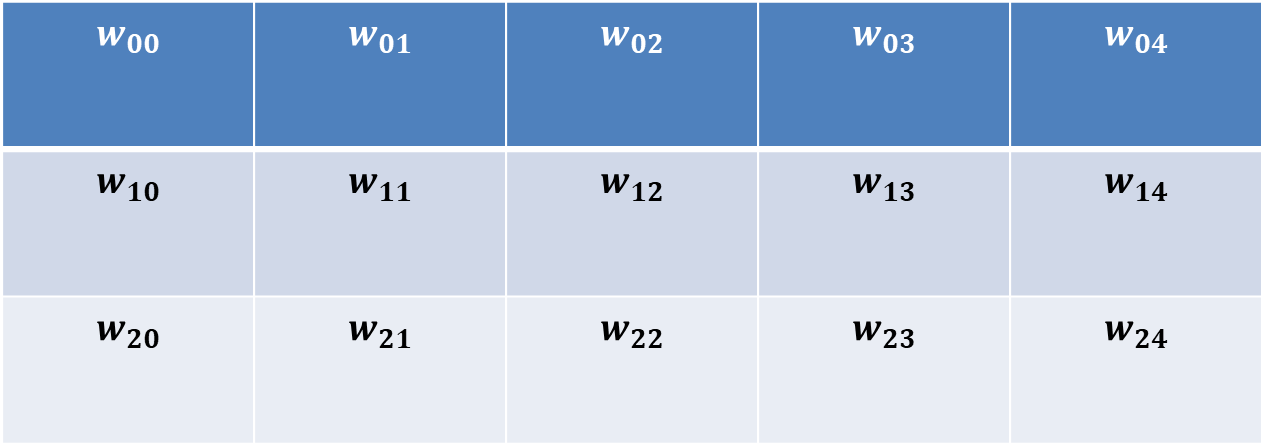 w₀₀ w₀₁ w₀₂ w₀₃ w₀₄
w₁₀ w₁₁ w₁₂ w₁₃ w₁₄
w₂₀ w₂₁ w₂₂ w₂₃ w₂₄